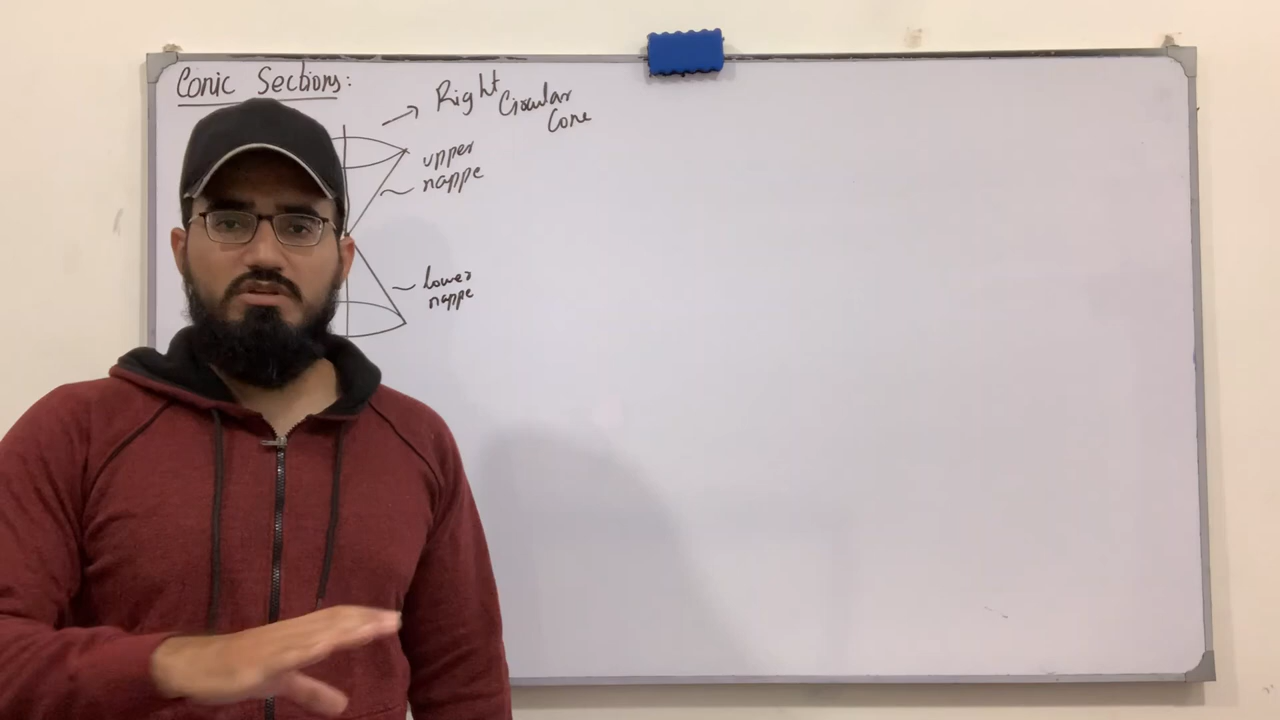 Conic Sections:
Right
Circular
Cone
upper
nappe
lower
nappe